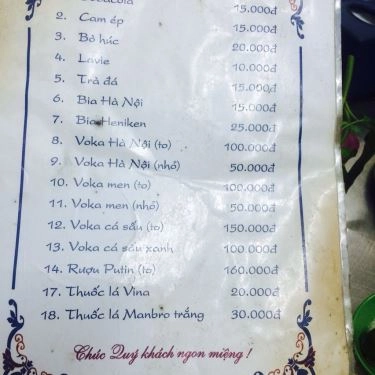 15.000đ
2. Cam ép 15.000đ
3. Bò húc 20.000đ
4. Lavie 10.000đ
5. Trà đá 15.000đ
6. Bia Hà Nội 15.000đ
7. Bia Heniken 25.000đ
8. Voka Hà Nội (to) 100.000đ
9. Voka Hà Nội (nhỏ) 50.000đ
10. Voka men (to) 100.000đ
11. Voka men (nhỏ) 50.000đ
12. Voka cá sấu (to) 150.000đ
13. Voka cá sấu xanh 100.000đ
14. Rượu Putin (to) 160.000đ
17. Thuốc lá Vina 20.000đ
18. Thuốc lá Manbro trắng 30.000đ
Chúc Quý khách ngon miệng !